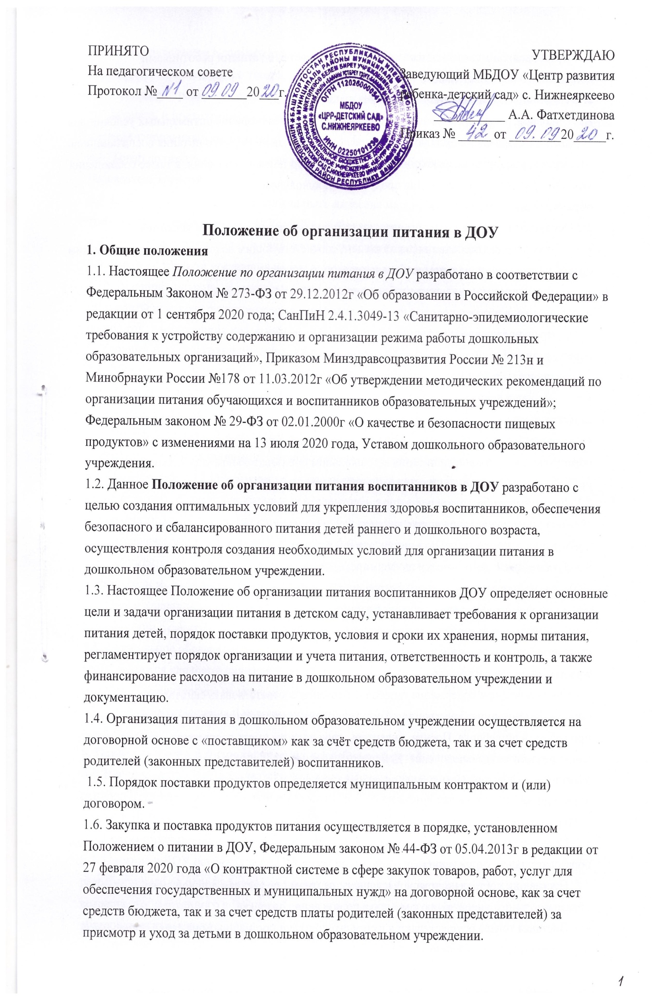 ПРИНЯТО
На педагогическом совете
Протокол № №1 от 09.09 2020 г.
УТВЕРЖДАЮ
Заведующий МБДОУ «Центр развития
ребенка-детский сад» с. Нижнеяркеево
А.А. Фатхетдинова
Приказ № 42 от 09.09 2020 г.
МБДОУ
«ЦРР-ДЕТСКИЙ САД»
С.НИЖНЕЯРКЕЕВО
Положение об организации питания в ДОУ
1. Общие положения
1.1. Настоящее Положение по организации питания в ДОУ разработано в соответствии с
Федеральным Законом № 273-ФЗ от 29.12.2012г «Об образовании в Российской Федерации» в
редакции от 1 сентября 2020 года; СанПиН 2.4.1.3049-13 «Санитарно-эпидемиологические
требования к устройству содержанию и организации режима работы дошкольных
образовательных организаций», Приказом Минздравсоцразвития России № 213н и
Минобрнауки России №178 от 11.03.2012г «Об утверждении методических рекомендаций по
организации питания обучающихся и воспитанников образовательных учреждений»;
Федеральным законом № 29-ФЗ от 02.01.2000г «О качестве и безопасности пищевых
продуктов» с изменениями на 13 июля 2020 года, Уставом дошкольного образовательного
учреждения.
1.2. Данное Положение об организации питания воспитанников в ДОУ разработано с
целью создания оптимальных условий для укрепления здоровья воспитанников, обеспечения
безопасного и сбалансированного питания детей раннего и дошкольного возраста,
осуществления контроля создания необходимых условий для организации питания в
дошкольном образовательном учреждении.
1.3. Настоящее Положение об организации питания воспитанников ДОУ определяет основные
цели и задачи организации питания в детском саду, устанавливает требования к организации
питания детей, порядок поставки продуктов, условия и сроки их хранения, нормы питания,
регламентирует порядок организации и учета питания, ответственность и контроль, а также
финансирование расходов на питание в дошкольном образовательном учреждении и
документацию.
1.4. Организация питания в дошкольном образовательном учреждении осуществляется на
договорной основе с «поставщиком» как за счёт средств бюджета, так и за счет средств
родителей (законных представителей) воспитанников.
1.5. Порядок поставки продуктов определяется муниципальным контрактом и (или)
договором.
1.6. Закупка и поставка продуктов питания осуществляется в порядке, установленном
Положением о питании в ДОУ, Федеральным законом № 44-ФЗ от 05.04.2013г в редакции от
27 февраля 2020 года «О контрактной системе в сфере закупок товаров, работ, услуг для
обеспечения государственных и муниципальных нужд» на договорной основе, как за счет
средств бюджета, так и за счет средств платы родителей (законных представителей) за
присмотр и уход за детьми в дошкольном образовательном учреждении.
1